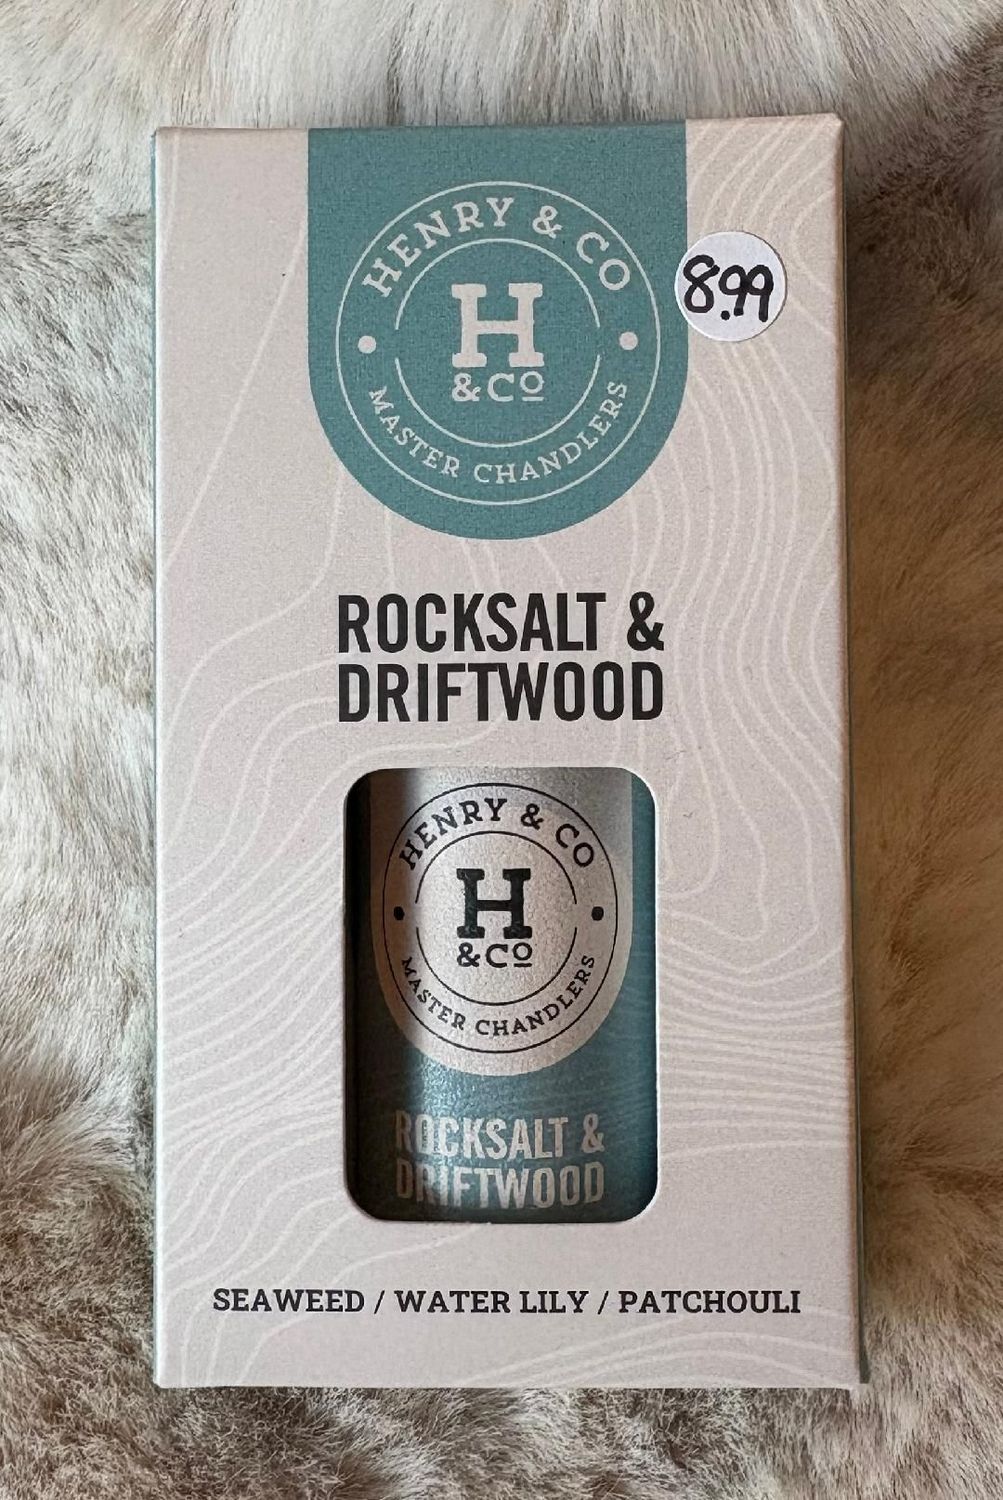 HENRY & CO
H
& Co
MASTER CHANDLERS
8.99
ROCKSALT &
DRIFTWOOD
HENRY & CO
H
& Co
MASTER CHANDLERS
ROCKSALT &
DRIFTWOOD
SEAWEED / WATER LILY / PATCHOULI